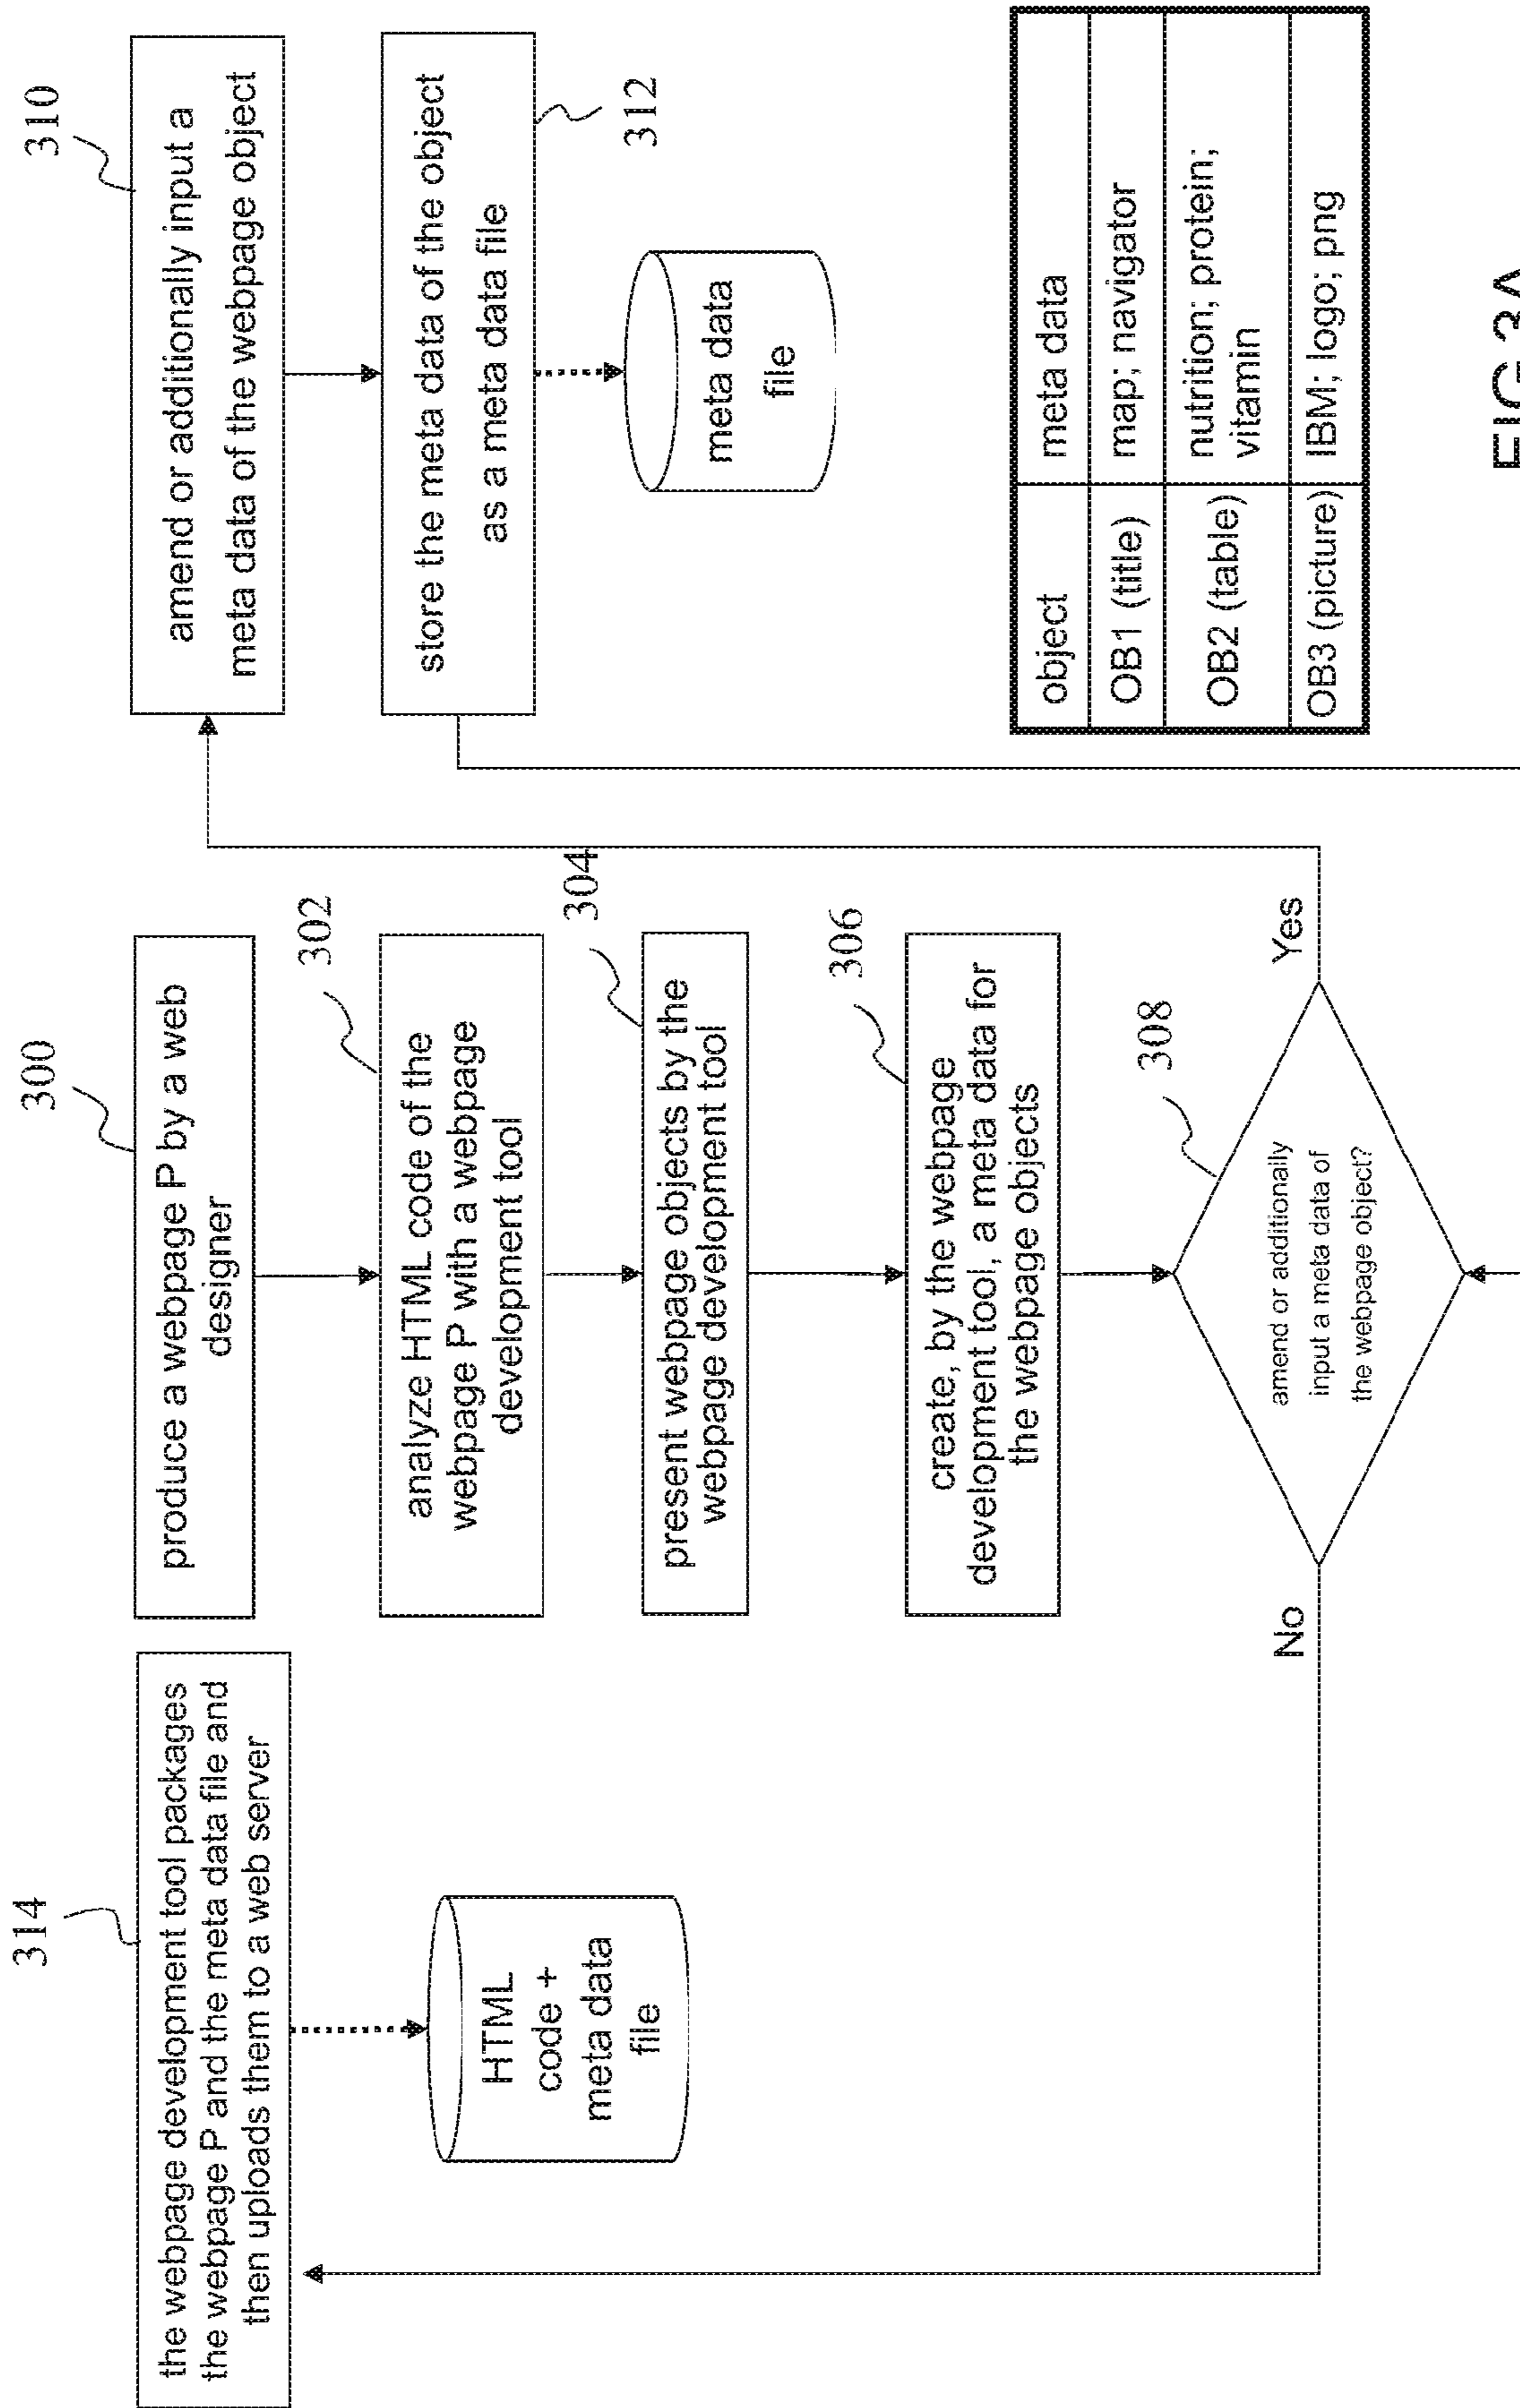 314
the webpage development tool packages
the webpage P and the meta data file and
then uploads them to a web server
HTML
code +
meta data
file
300
produce a webpage P by a web
designer
302
analyze HTML code of the
webpage P with a webpage
development tool
304
present webpage objects by the
webpage development tool
306
create, by the webpage
development tool, a meta data for
the webpage objects
308
amend or additionally
input a meta data of
the webpage object?
No
Yes
310
amend or additionally input a
meta data of the webpage object
312
store the meta data of the object
as a meta data file
meta data
file
object meta data
OB1 (title) map; navigator
OB2 (table) nutrition; protein;
vitamin
OB3 (picture) IBM; logo; png
FIG.3A